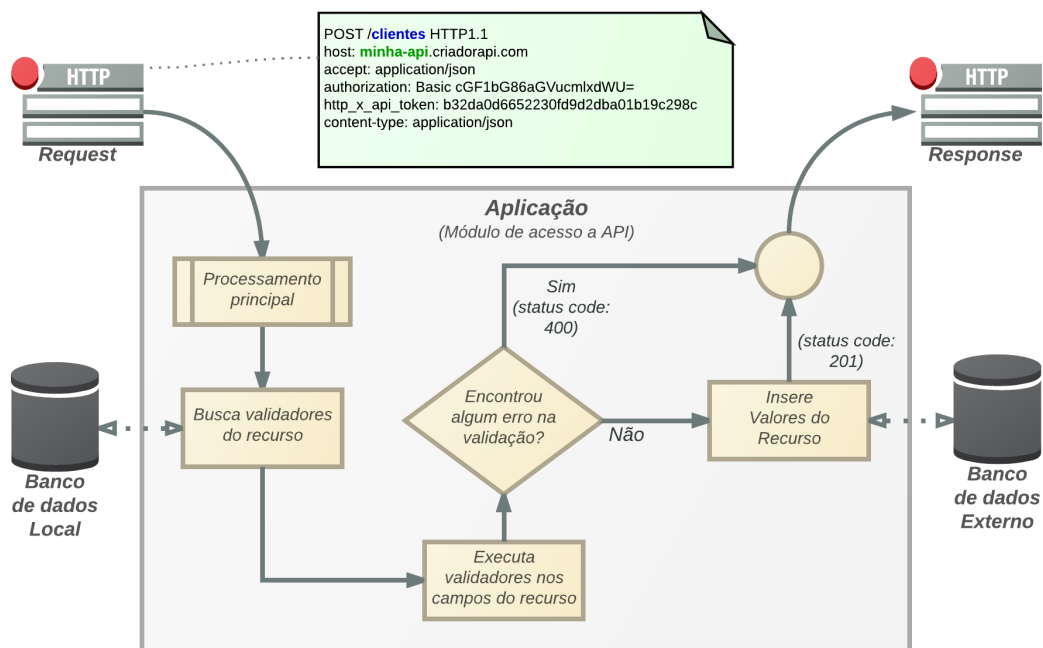 POST /clientes HTTP1.1
host: minha-api.criadorapi.com
accept: application/json
authorization: Basic cGF1bG86aGVucmlxdWU=
http_x_api_token: b32da0d6652230fd9d2dba01b19c298c
content-type: application/json
HTTP
Request
HTTP
Response
Aplicação
(Módulo de acesso a API)
Processamento
principal
Busca validadores
do recurso
Banco
de dados
Local
Executa
validadores nos
campos do recurso
Encontrou
algum erro na
validação?
Sim
(status code:
400)
Não
Insere
Valores do
Recurso
(status code:
201)
Banco
de dados
Externo